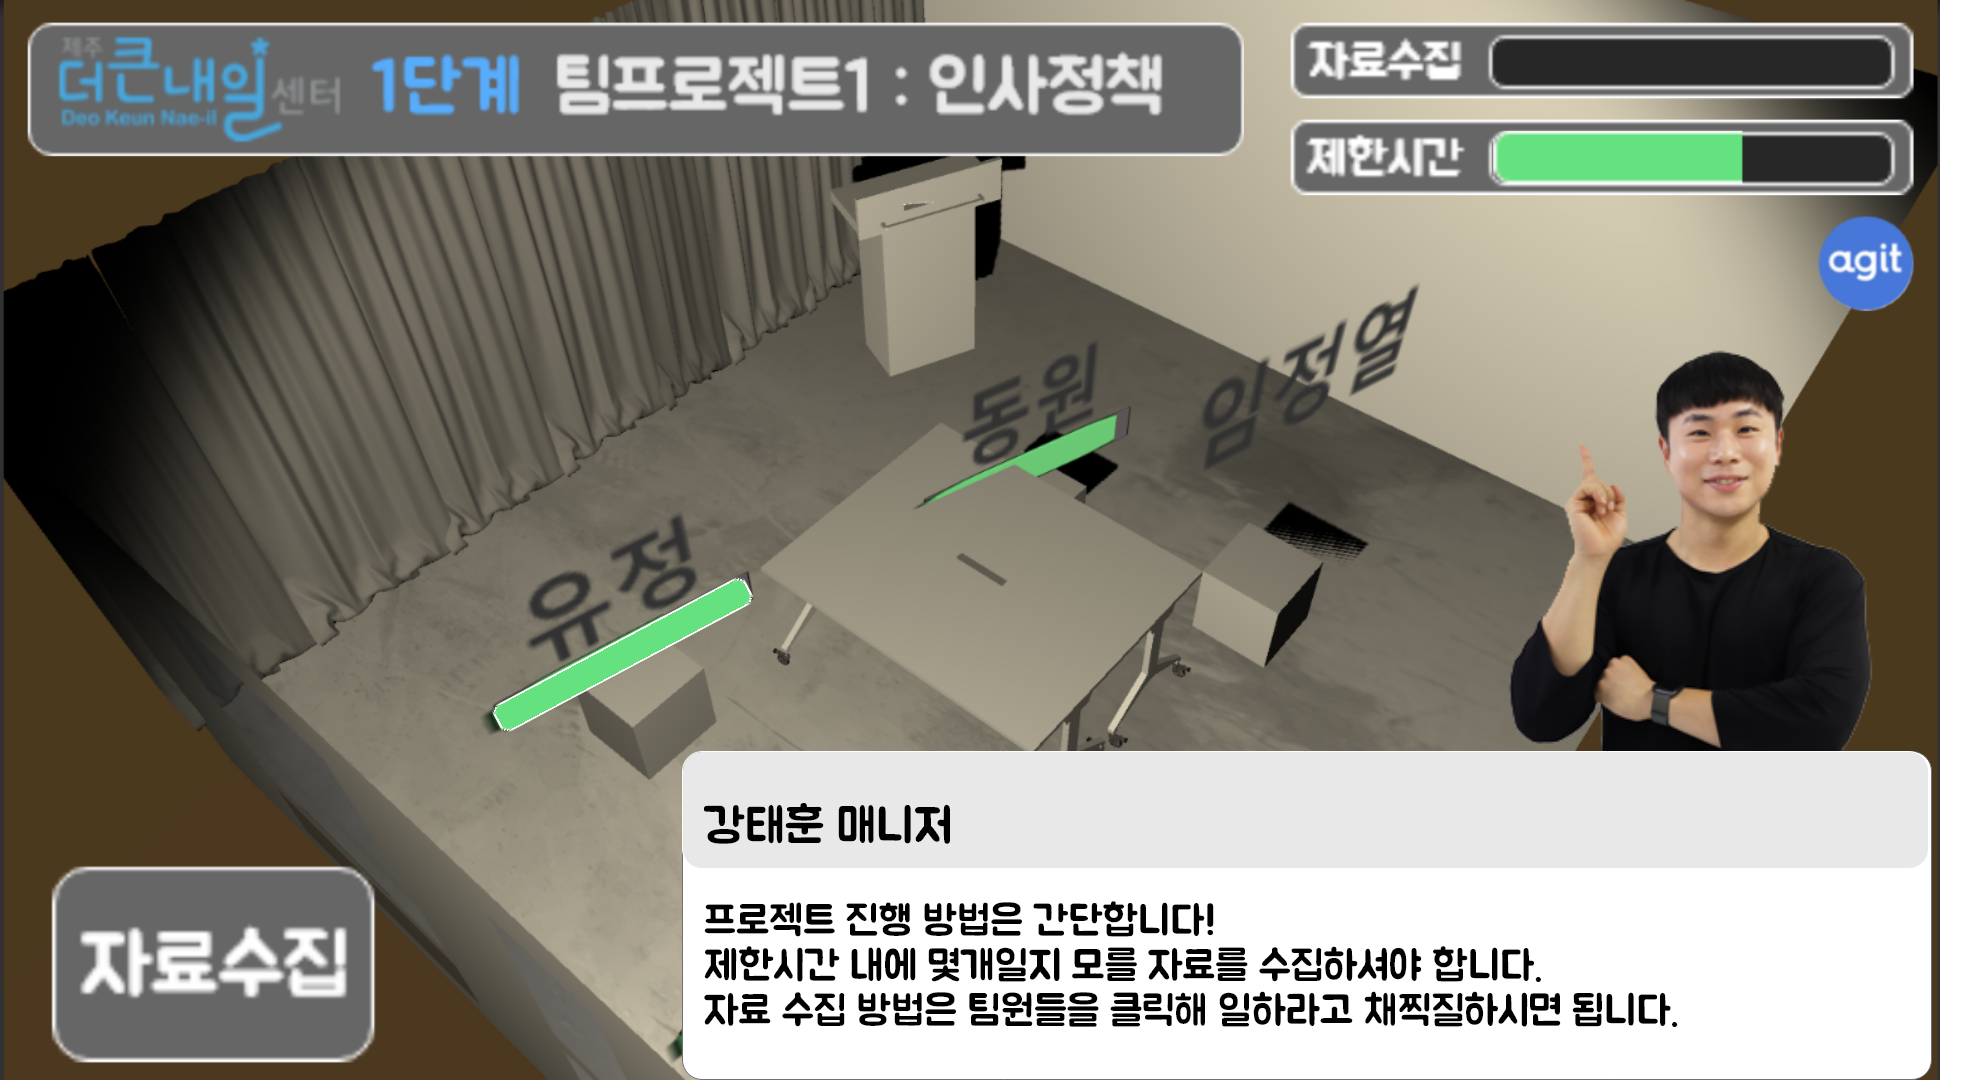 제주
더큰내일센터
Deo Keun Nae-il
1단계 팀프로젝트1 : 인사정책
자료수집
제한시간
agit
동원
임정열
유정
강태훈 매니저
프로젝트 진행 방법은 간단합니다!
제한시간 내에 몇개일지 모를 자료를 수집하셔야 합니다.
자료 수집 방법은 팀원들을 클릭해 일하라고 채찍질하시면 됩니다.
자료수집